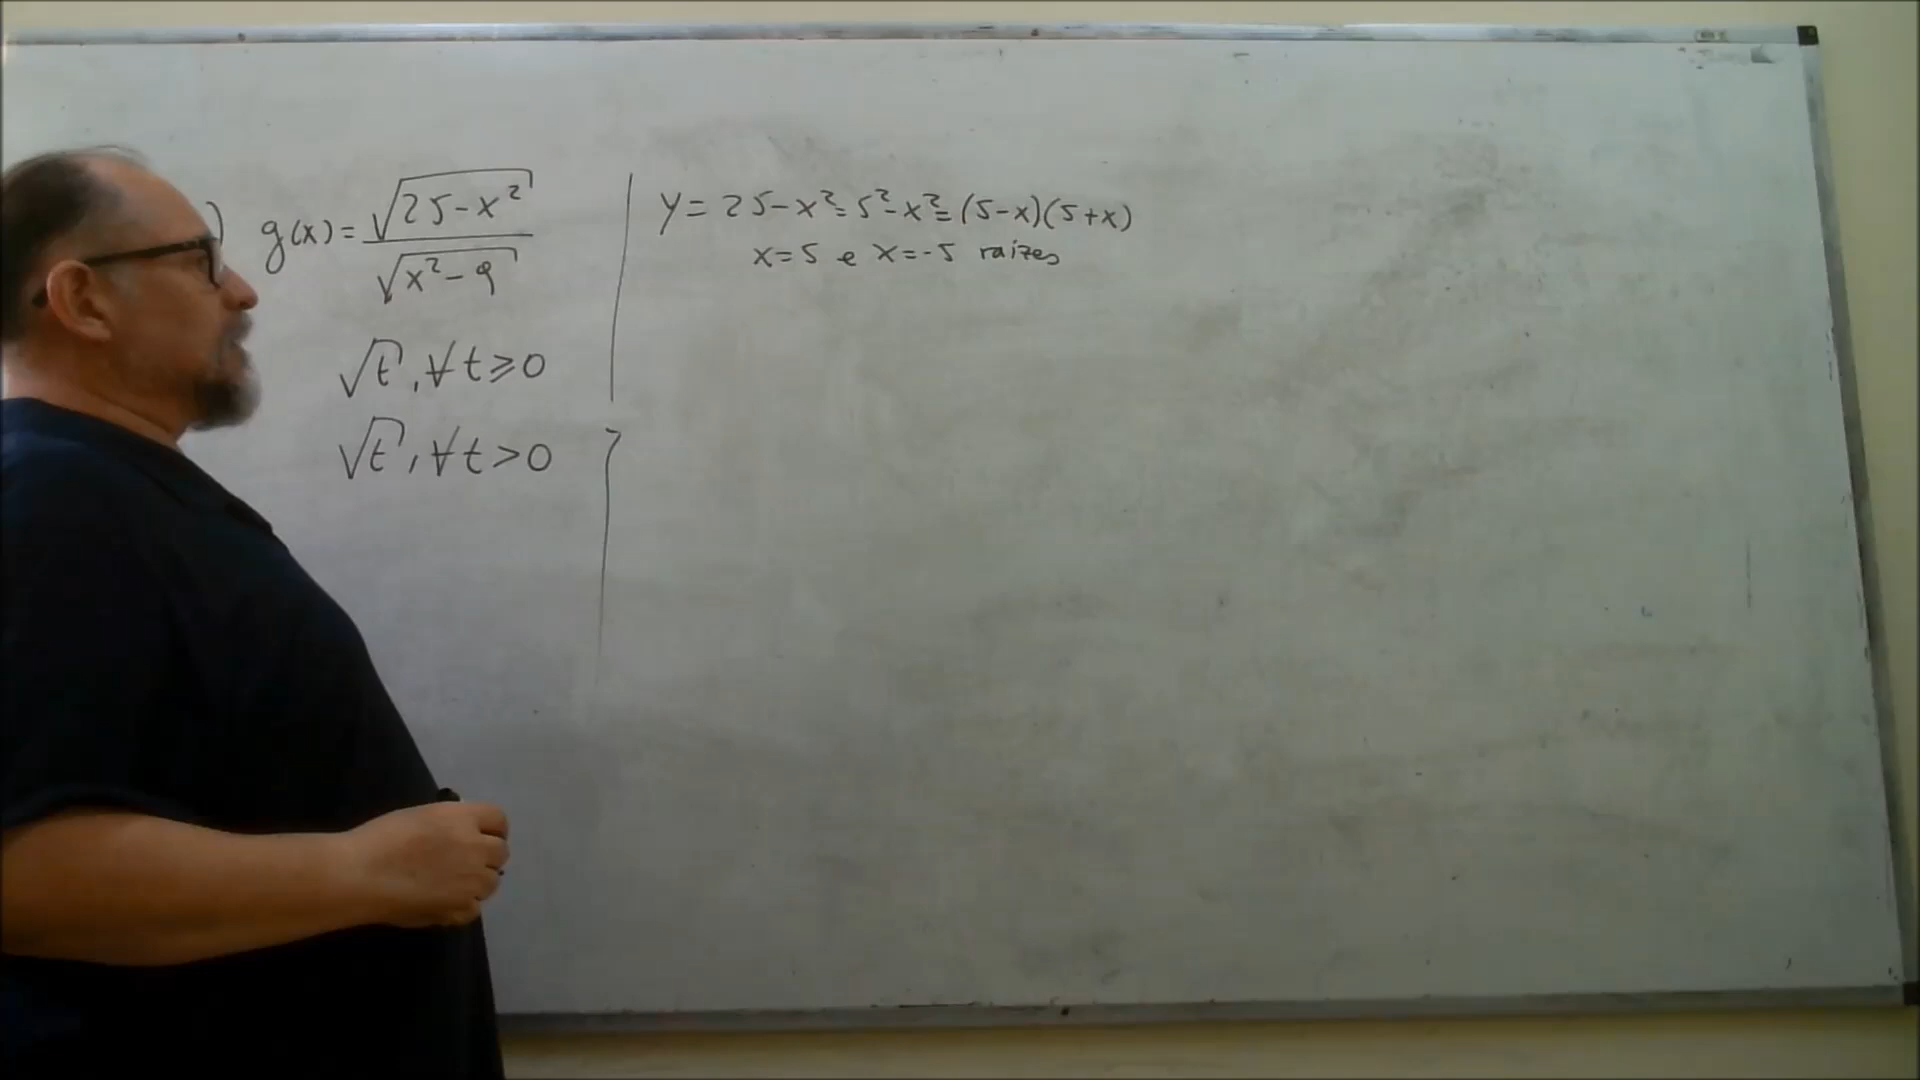 ) g(x) = √(25-x²) / √(x²-9)
√t, ∀ t ⩾ 0
√t, ∀ t > 0
y = 25-x² = 5²-x² = (5-x)(5+x)
x=5 e x=-5 raízes